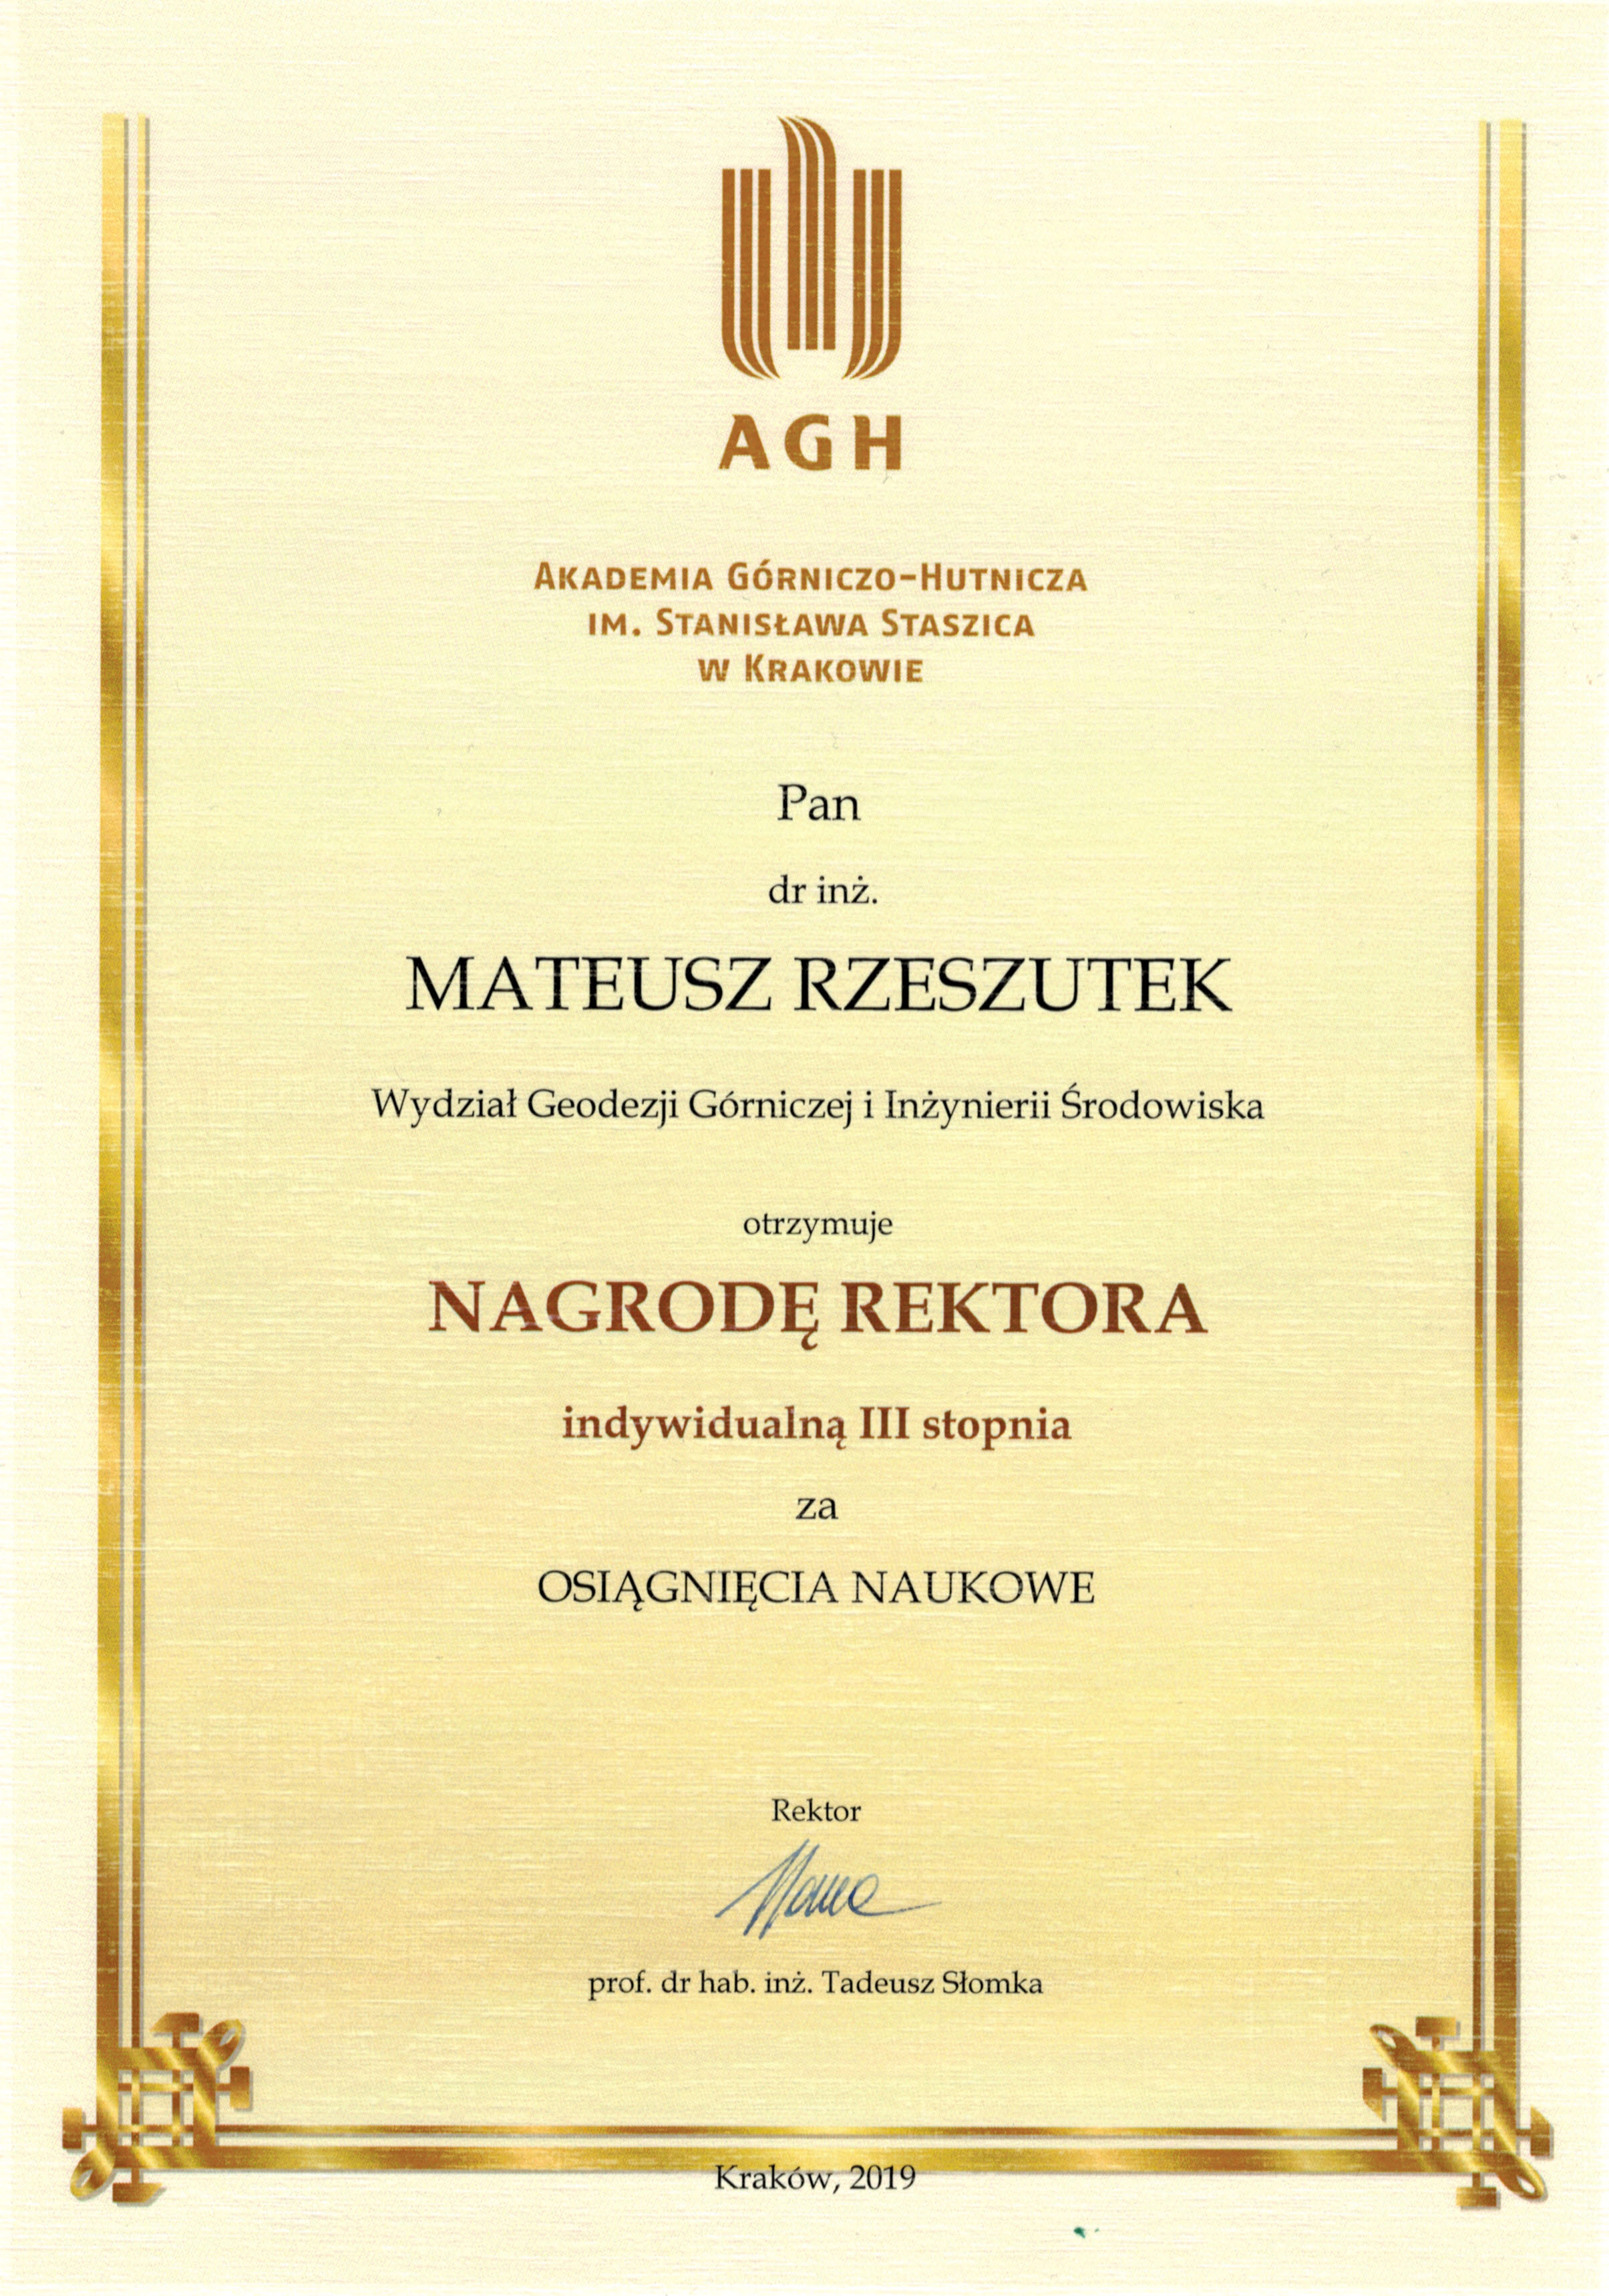 AGH
AKADEMIA GÓRNICZO-HUTNICZA
IM. STANISŁAWA STASZICA
W KRAKOWIE
Pan
dr inż.
MATEUSZ RZESZUTEK
Wydział Geodezji Górniczej i Inżynierii Środowiska
otrzymuje
NAGRODĘ REKTORA
indywidualną III stopnia
za
OSIĄGNIĘCIA NAUKOWE
Rektor
prof. dr hab. inż. Tadeusz Słomka
Kraków, 2019